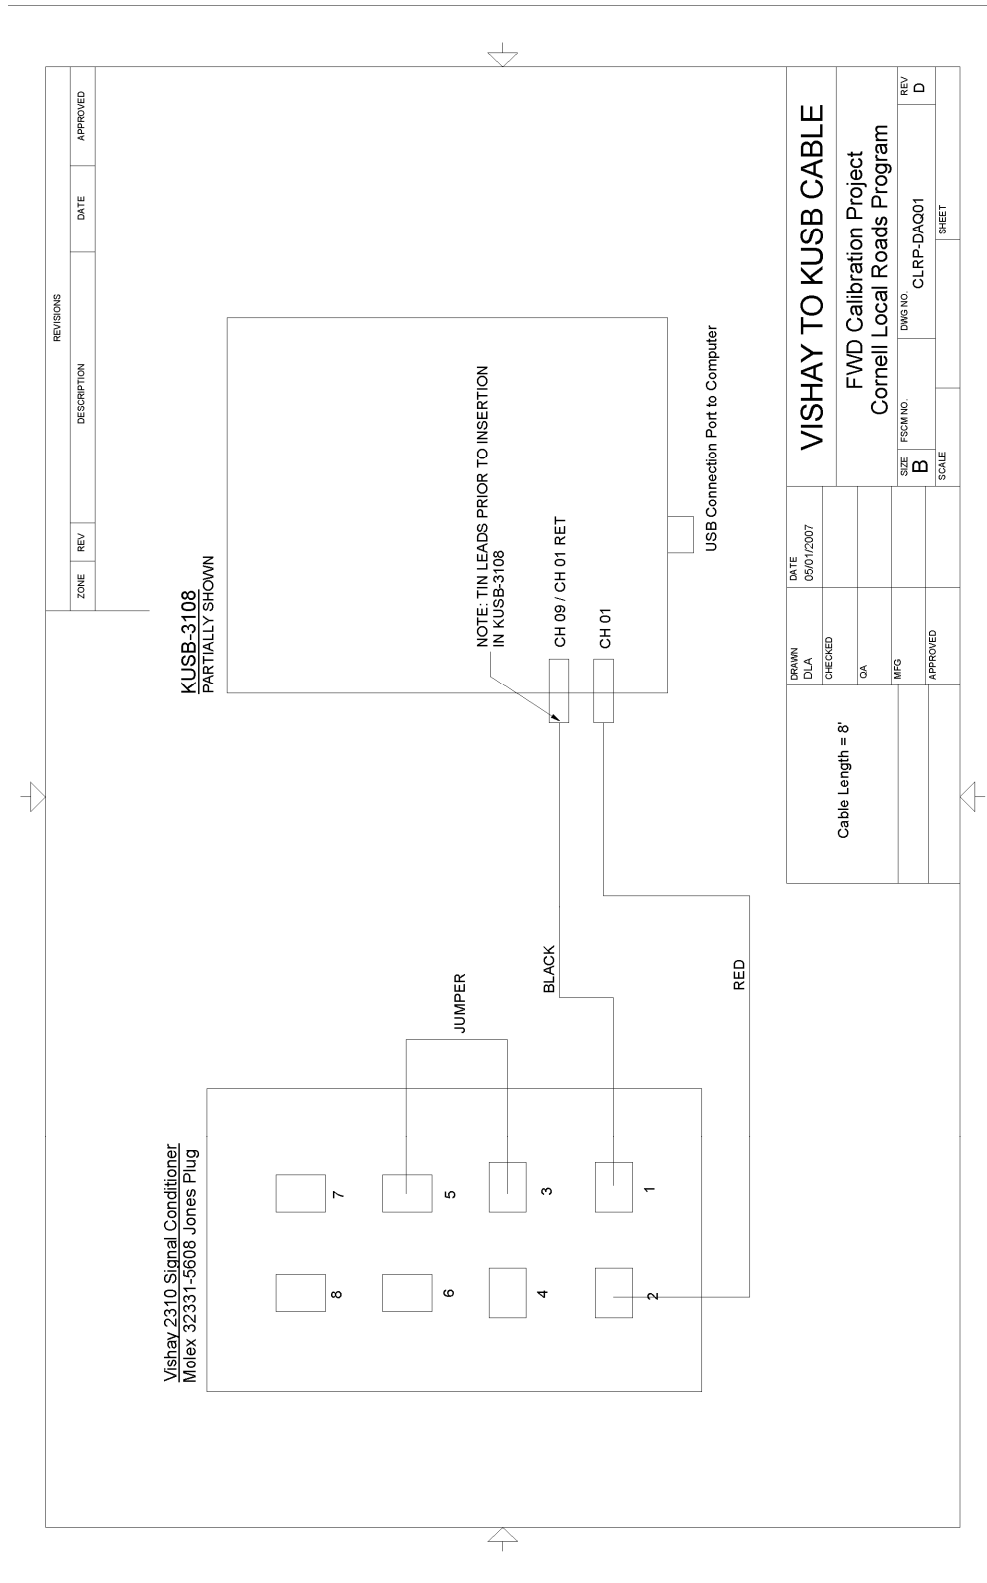 REVISIONS
ZONE REV DESCRIPTION DATE APPROVED
Vishay 2310 Signal Conditioner
Molex 32331-5608 Jones Plug
8 7
6 5
4 3
2 1
JUMPER
BLACK
RED
KUSB-3108
PARTIALLY SHOWN
NOTE: TIN LEADS PRIOR TO INSERTION
IN KUSB-3108
CH 09 / CH 01 RET
CH 01
USB Connection Port to Computer
Cable Length = 8'
DRAWN
DLA
DATE
05/01/2007
CHECKED
QA
MFG
APPROVED
VISHAY TO KUSB CABLE
FWD Calibration Project
Cornell Local Roads Program
SIZE
B
FSCM NO.
DWG NO.
CLRP-DAQ01
REV
D
SCALE
SHEET